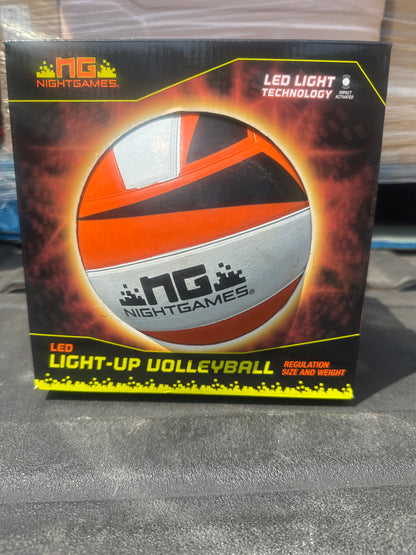 NG
NIGHTGAMES®
LED LIGHT
TECHNOLOGY
IMPACT
ACTIVATED
NG
NIGHTGAMES®
LED
LIGHT-UP VOLLEYBALL
REGULATION
SIZE AND WEIGHT